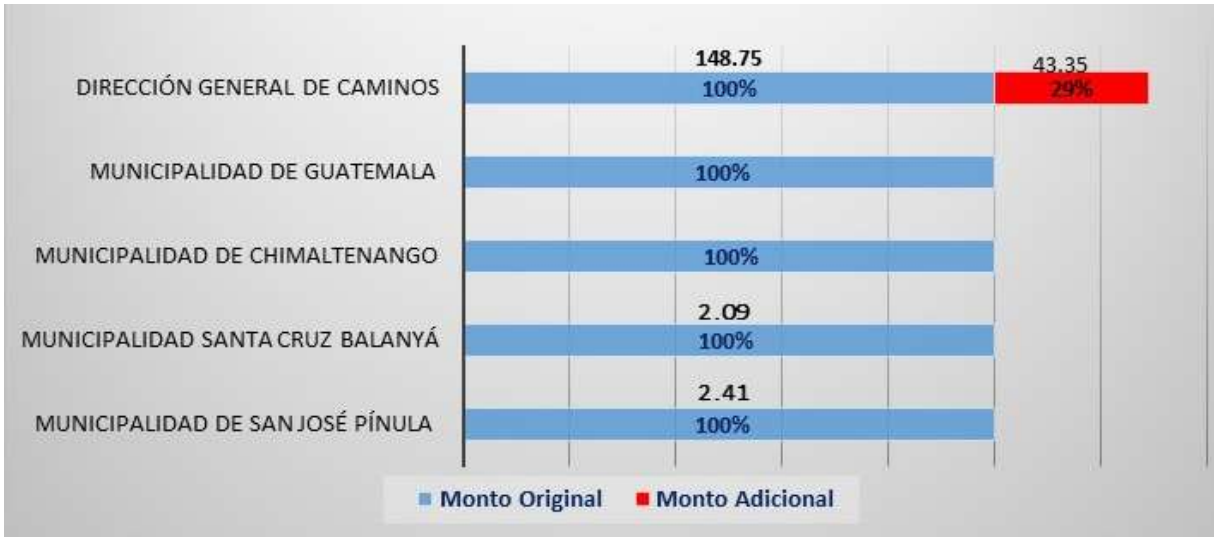 148.75
43.35
DIRECCIÓN GENERAL DE CAMINOS
100%
29%
MUNICIPALIDAD DE GUATEMALA
100%
MUNICIPALIDAD DE CHIMALTENANGO
100%
2.09
MUNICIPALIDAD SANTA CRUZ BALANYÁ
100%
2.41
MUNICIPALIDAD DE SAN JOSÉ PÍNULA
100%
Monto Original
Monto Adicional